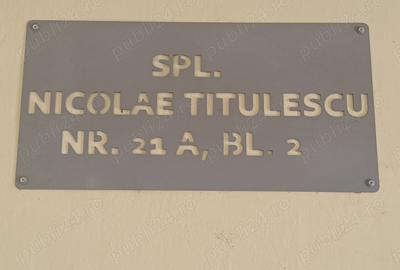 SPL.
NICOLAE TITULESCU
NR. 21 A, BL. 2